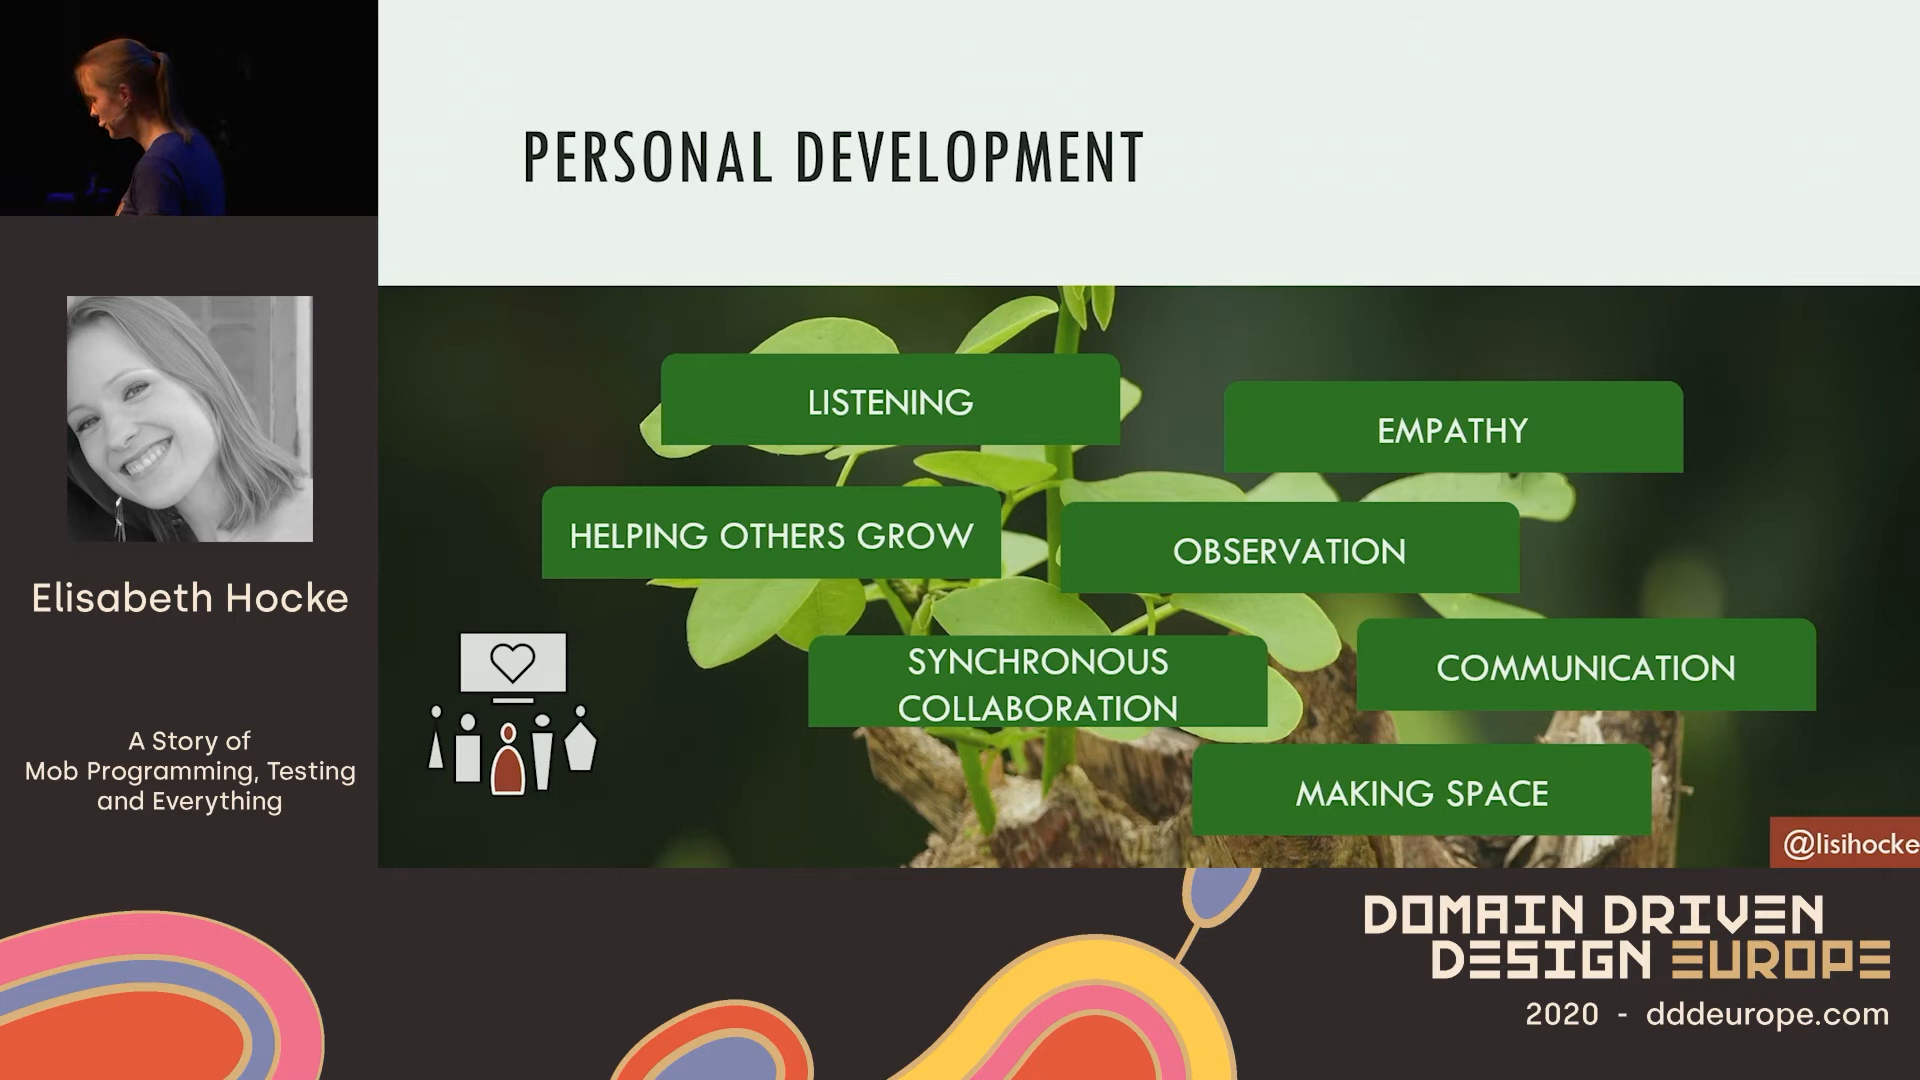 PERSONAL DEVELOPMENT
LISTENING
EMPATHY
HELPING OTHERS GROW
OBSERVATION
SYNCHRONOUS
COLLABORATION
COMMUNICATION
MAKING SPACE
@lisihocke
Elisabeth Hocke
A Story of
Mob Programming, Testing
and Everything
DOMAIN DRIVEN
DESIGN EUROPE
2020 - dddeurope.com